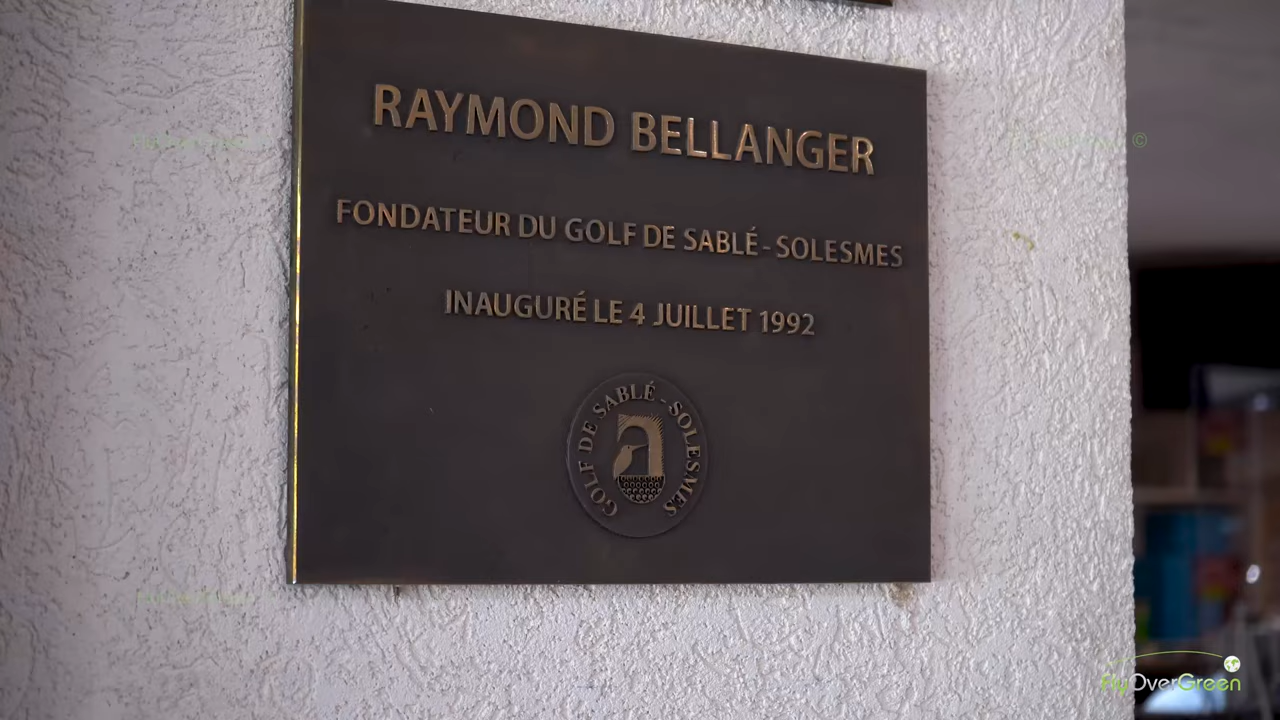 RAYMOND BELLANGER
FONDATEUR DU GOLF DE SABLÉ - SOLESMES
INAUGURÉ LE 4 JUILLET 1992
GOLF DE SABLÉ - SOLESMES
FlyOverGreen